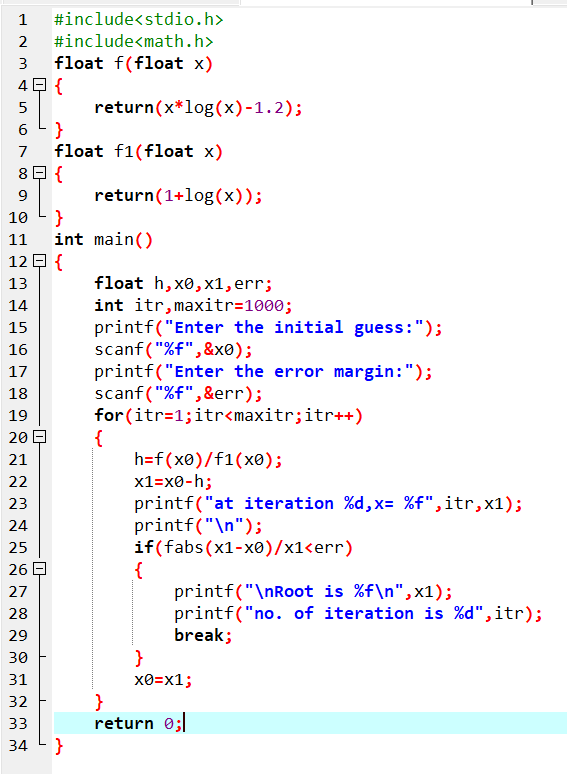 1 #include<stdio.h>
2 #include<math.h>
3 float f(float x)
4 {
5     return(x*log(x)-1.2);
6 }
7 float f1(float x)
8 {
9     return(1+log(x));
10 }
11 int main()
12 {
13     float h,x0,x1,err;
14     int itr,maxitr=1000;
15     printf("Enter the initial guess:");
16     scanf("%f",&x0);
17     printf("Enter the error margin:");
18     scanf("%f",&err);
19     for(itr=1;itr<maxitr;itr++)
20     {
21         h=f(x0)/f1(x0);
22         x1=x0-h;
23         printf("at iteration %d,x= %f",itr,x1);
24         printf("\n");
25         if(fabs(x1-x0)/x1<err)
26         {
27             printf("\nRoot is %f\n",x1);
28             printf("no. of iteration is %d",itr);
29             break;
30         }
31         x0=x1;
32     }
33     return 0;
34 }